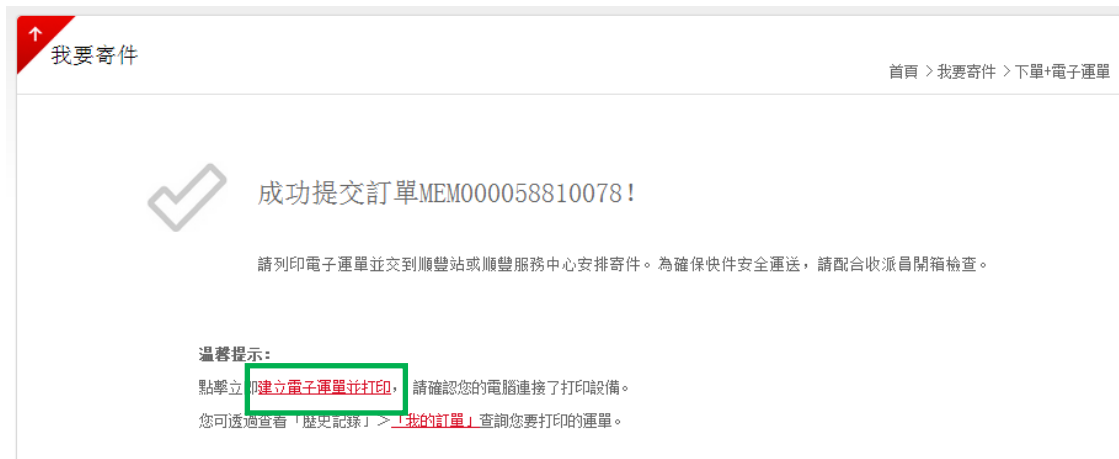 我要寄件
首頁 >我要寄件 >下單+電子運單
成功提交訂單MEM000058810078!
請列印電子運單並交到順豐站或順豐服務中心安排寄件。為確保快件安全運送，請配合收派員開箱檢查。
溫馨提示：
點擊立即建立電子運單並打印，請確認您的電腦連接了打印設備。
您可透過查看「歷史記錄」＞「我的訂單」查詢您要打印的運單。